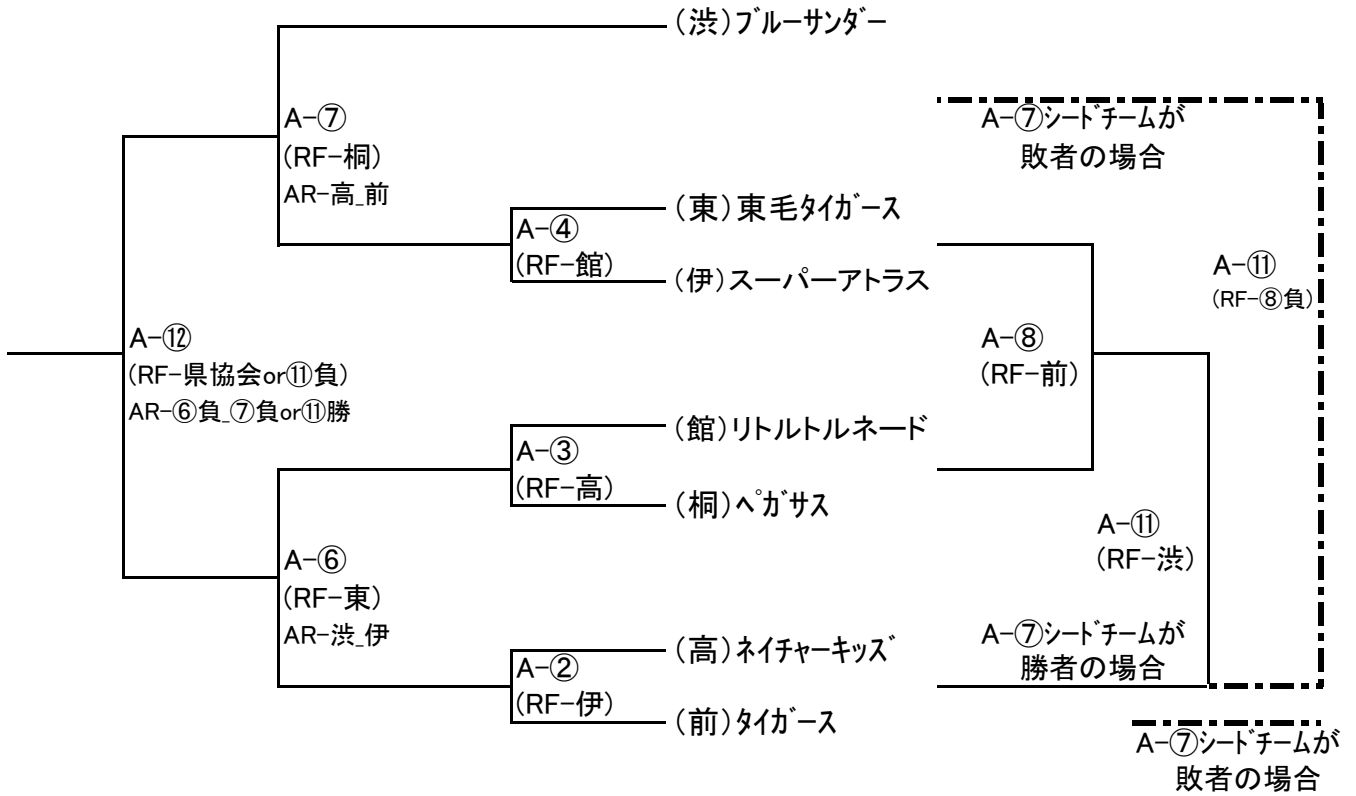 (渋)ブルーサンダー
A-⑦
(RF-桐)
AR-高_前
A-⑦シードチームが
敗者の場合
(東)東毛タイガース
A-④
(RF-館)
(伊)スーパーアトラス
A-⑪
(RF-⑧負)
A-⑫
(RF-県協会or⑪負)
AR-⑥負_⑦負or⑪勝
A-⑧
(RF-前)
(館)リトルトルネード
A-③
(RF-高)
(桐)ペガサス
A-⑪
(RF-渋)
A-⑥
(RF-東)
AR-渋_伊
A-⑦シードチームが
勝者の場合
(高)ネイチャーキッズ
A-②
(RF-伊)
(前)タイガース
A-⑦シードチームが
敗者の場合